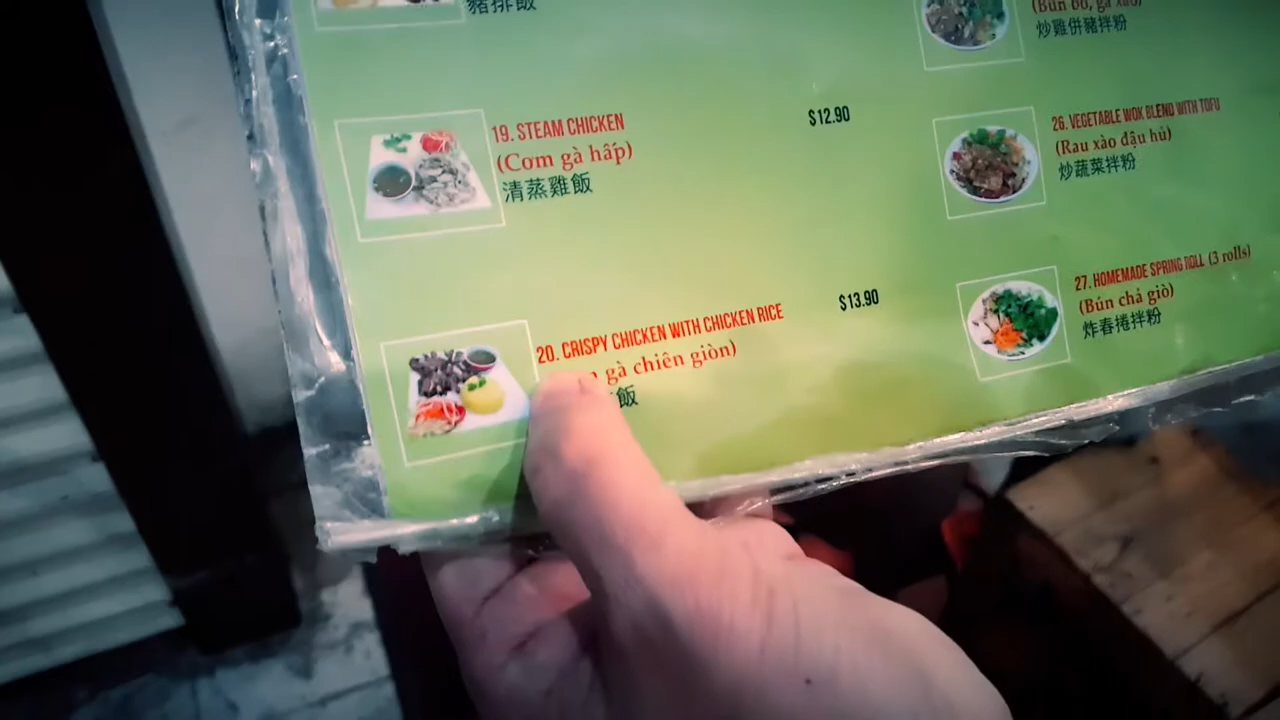 豬排飯
19. STEAM CHICKEN
$12.90
(Cơm gà hấp)
清蒸雞飯
20. CRISPY CHICKEN WITH CHICKEN RICE
$13.90
gà chiên giòn)
飯
(Bún bò, gà xào)
炒雞併豬拌粉
26. VEGETABLE WOK BLEND WITH TOFU
(Rau xào đậu hủ)
炒蔬菜拌粉
27. HOMEMADE SPRING ROLL (3 rolls)
(Bún chả giò)
炸春捲拌粉